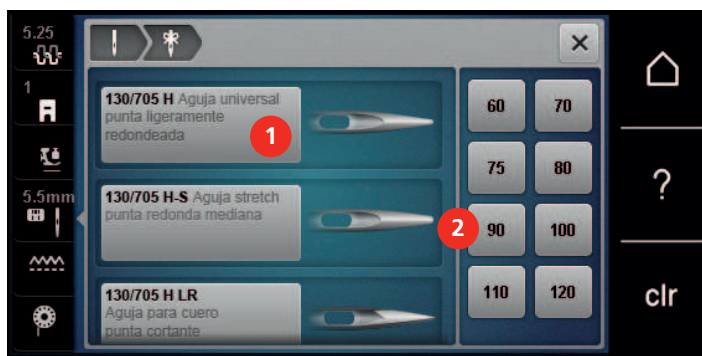 5.25
1
5.5mm
130/705 H Aguja universal
punta ligeramente
redondeada
1
130/705 H-S Aguja stretch
punta redonda mediana
2
130/705 H LR
Aguja para cuero
punta cortante
60 70
75 80
90 100
110 120
?
clr